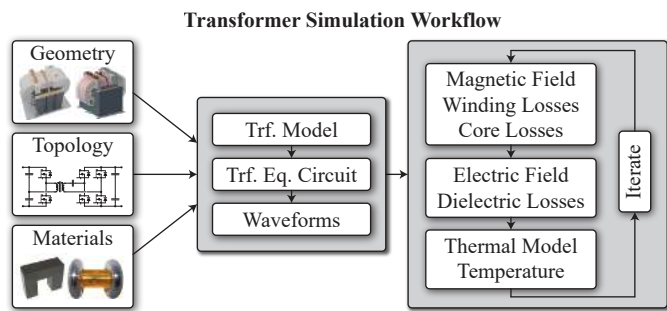 Transformer Simulation Workflow
Geometry
Topology
Materials
Trf. Model
Trf. Eq. Circuit
Waveforms
Magnetic Field
Winding Losses
Core Losses
Electric Field
Dielectric Losses
Thermal Model
Temperature
Iterate